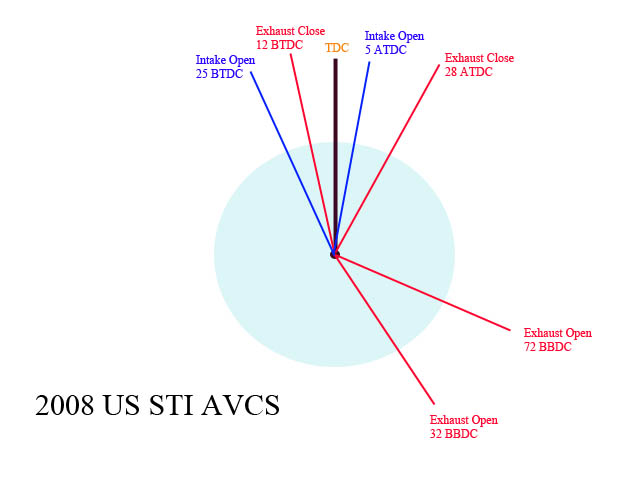 Exhaust Close
12 BTDC
TDC
Intake Open
5 ATDC
Intake Open
25 BTDC
Exhaust Close
28 ATDC
Exhaust Open
72 BBDC
2008 US STI AVCS
Exhaust Open
32 BBDC